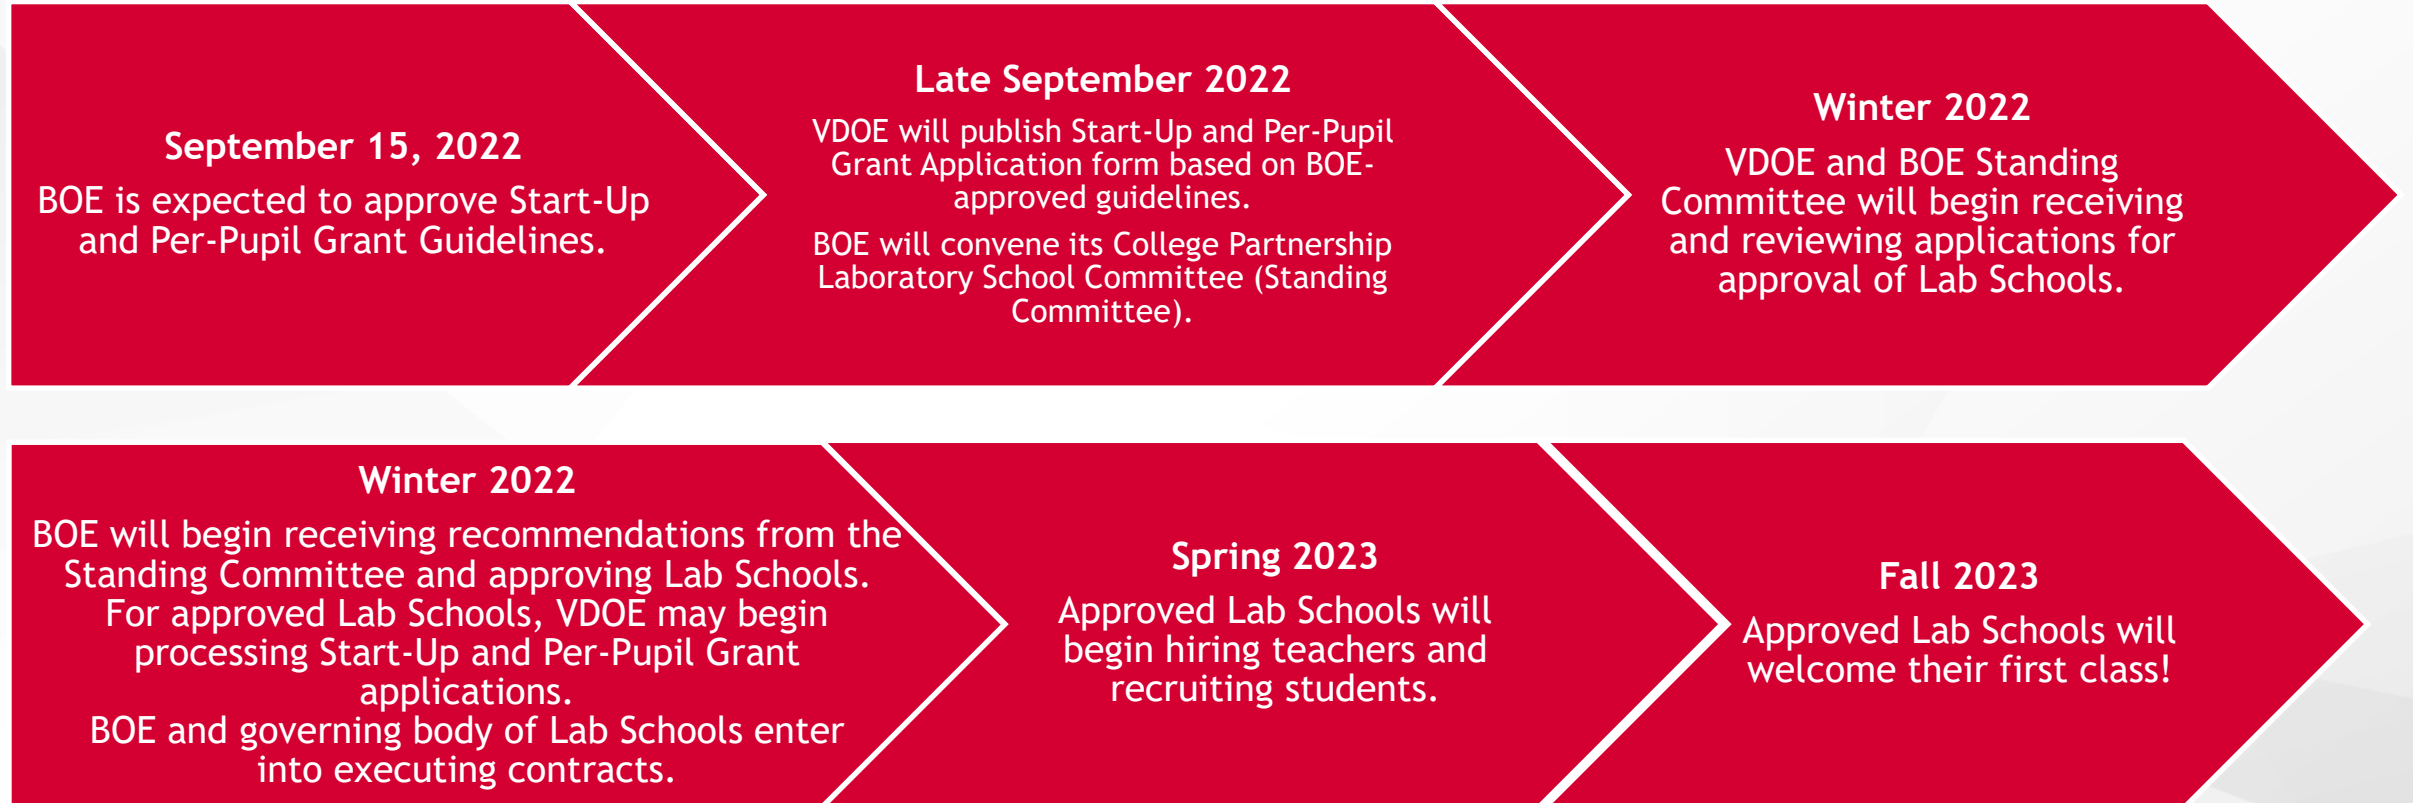 September 15, 2022
BOE is expected to approve Start-Up
and Per-Pupil Grant Guidelines.
Late September 2022
VDOE will publish Start-Up and Per-Pupil
Grant Application form based on BOE-
approved guidelines.
BOE will convene its College Partnership
Laboratory School Committee (Standing
Committee).
Winter 2022
VDOE and BOE Standing
Committee will begin receiving
and reviewing applications for
approval of Lab Schools.
Winter 2022
BOE will begin receiving recommendations from the
Standing Committee and approving Lab Schools.
For approved Lab Schools, VDOE may begin
processing Start-Up and Per-Pupil Grant
applications.
BOE and governing body of Lab Schools enter
into executing contracts.
Spring 2023
Approved Lab Schools will
begin hiring teachers and
recruiting students.
Fall 2023
Approved Lab Schools will
welcome their first class!